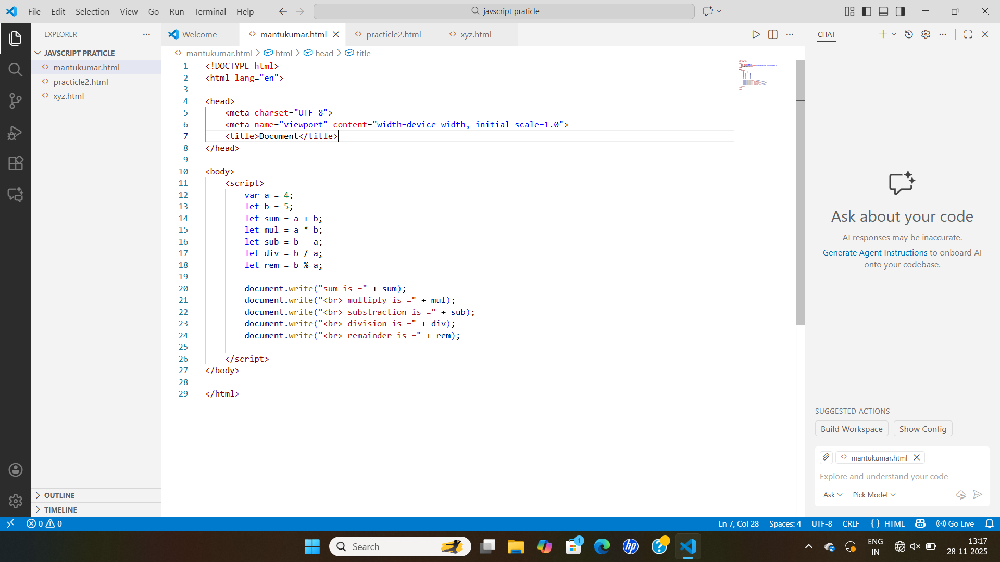 File Edit Selection View Go Run Terminal Help
javscript praticle
EXPLORER
JAVSCRIPT PRATICLE
mantukumar.html
practicle2.html
xyz.html
OUTLINE
TIMELINE
Welcome mantukumar.html practicle2.html xyz.html
mantukumar.html > html > head > title
1 <!DOCTYPE html>
2 <html lang="en">
3
4 <head>
5 <meta charset="UTF-8">
6 <meta name="viewport" content="width=device-width, initial-scale=1.0">
7 <title>Document</title>
8 </head>
9
10 <body>
11 <script>
12 var a = 4;
13 let b = 5;
14 let sum = a + b;
15 let mul = a * b;
16 let sub = b - a;
17 let div = b / a;
18 let rem = b % a;
19
20 document.write("sum is =" + sum);
21 document.write("<br> multiply is =" + mul);
22 document.write("<br> substraction is =" + sub);
23 document.write("<br> division is =" + div);
24 document.write("<br> remainder is =" + rem);
25
26 </script>
27 </body>
28
29 </html>
CHAT
Ask about your code
AI responses may be inaccurate.
Generate Agent Instructions to onboard AI
onto your codebase.
SUGGESTED ACTIONS
Build Workspace Show Config
mantukumar.html
Explore and understand your code
Ask Pick Model
0 0
Ln 7, Col 28 Spaces: 4 UTF-8 CRLF { } HTML Go Live
Search
hp
1
ENG
IN
13:17
28-11-2025